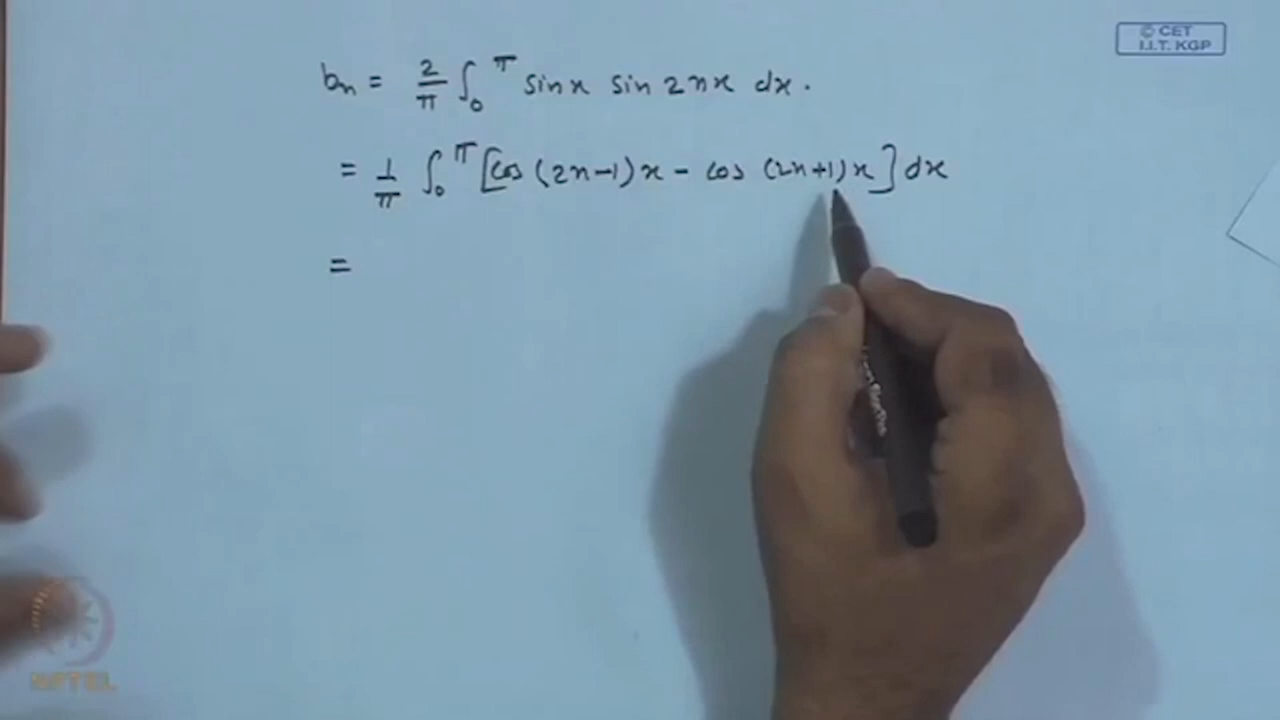 © CET
I.I.T. KGP
bₙ = 2/π ∫₀^π sin x sin 2nx dx.
= 1/π ∫₀^π [cos (2n-1)x - cos (2n+1)x] dx
=
NPTEL